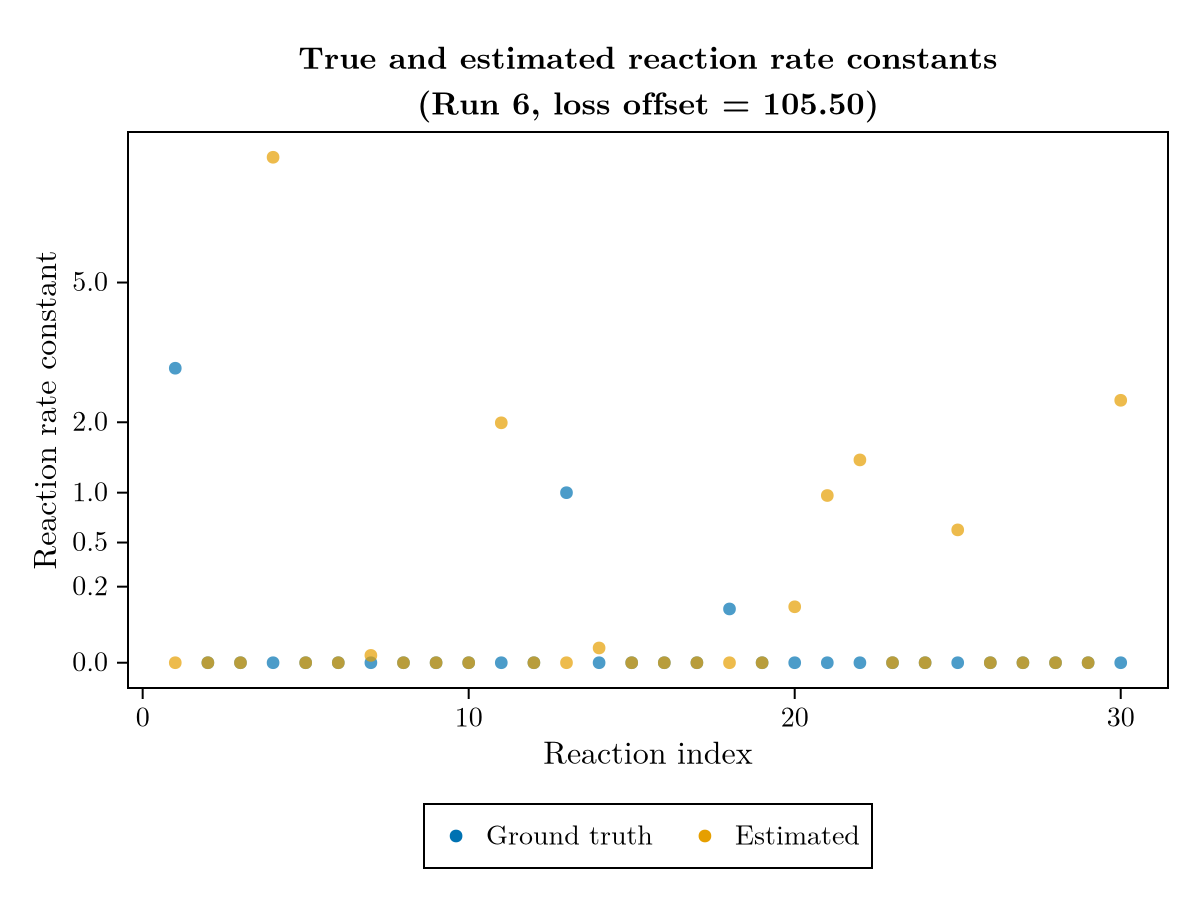 True and estimated reaction rate constants
(Run 6, loss offset = 105.50)
Reaction rate constant
5.0
2.0
1.0
0.5
0.2
0.0
0 10 20 30
Reaction index
Ground truth Estimated